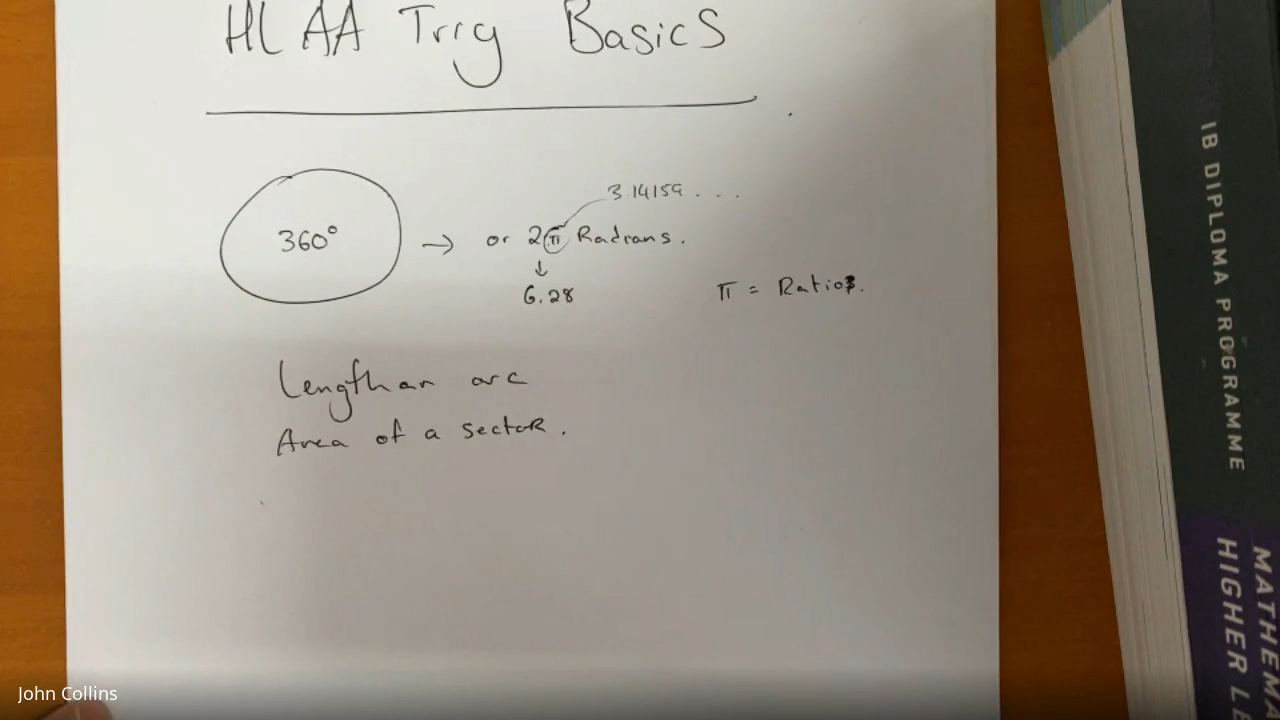 HL AA Trig Basics
3.14159 . . .
360° → or 2π Radians.
↓
6.28
π = Ratio.
Length an arc
Area of a sector.
IB DIPLOMA PROGRAMME
MATHEMA
HIGHER LE
John Collins